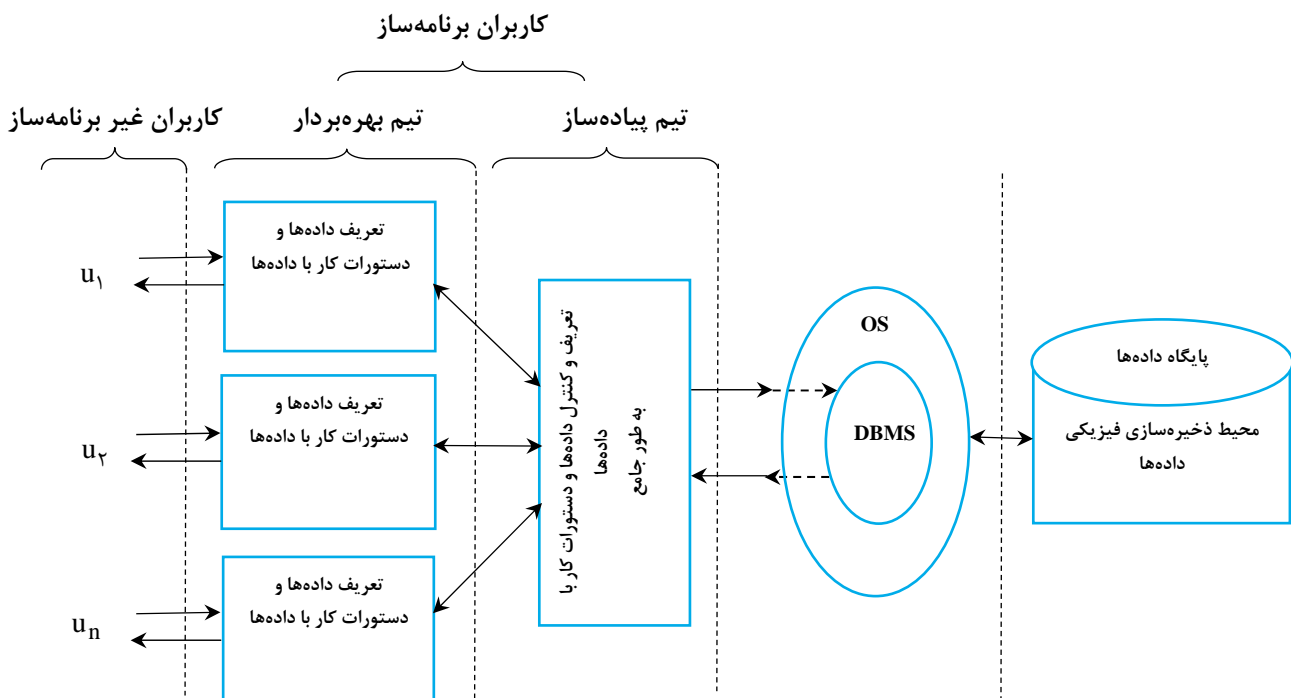 کاربران برنامه‌ساز
تیم پیاده‌ساز
تیم بهره‌بردار
کاربران غیر برنامه‌ساز
تعریف داده‌ها و
دستورات کار با داده‌ها
u۱
تعریف داده‌ها و
دستورات کار با داده‌ها
u۲
تعریف داده‌ها و
دستورات کار با داده‌ها
un
تعریف و کنترل داده‌ها و دستورات کار با
داده‌ها
به طور جامع
OS
DBMS
پایگاه داده‌ها
محیط ذخیره‌سازی فیزیکی
داده‌ها